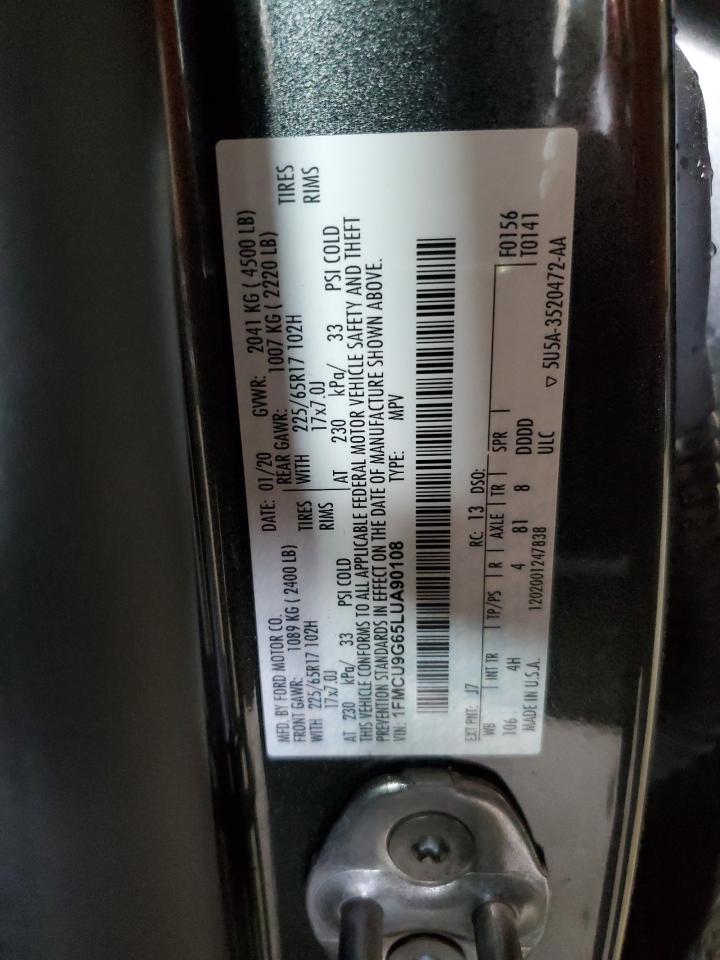 MFD. BY FORD MOTOR CO. DATE: 01/20 GVWR: 2041 KG ( 4500 LB)
FRONT GAWR: 1089 KG ( 2400 LB) REAR GAWR: 1007 KG ( 2220 LB)
WITH 225/65R17 102H TIRES WITH 225/65R17 102H TIRES
17x7.0J RIMS 17x7.0J RIMS
AT 230 kPa/ 33 PSI COLD AT 230 kPa/ 33 PSI COLD
THIS VEHICLE CONFORMS TO ALL APPLICABLE FEDERAL MOTOR VEHICLE SAFETY AND THEFT
PREVENTION STANDARDS IN EFFECT ON THE DATE OF MANUFACTURE SHOWN ABOVE.
VIN: 1FMCU9G65LUA90108 TYPE: MPV
EXT PNT: J7 RC: 13 DSO: F0156
WB INT TR TP/PS R AXLE TR SPR T0141
106 4H 4 81 8 DDDD
MADE IN U.S.A. 1202001247838 ULC ▽ 5U5A-3520472-AA